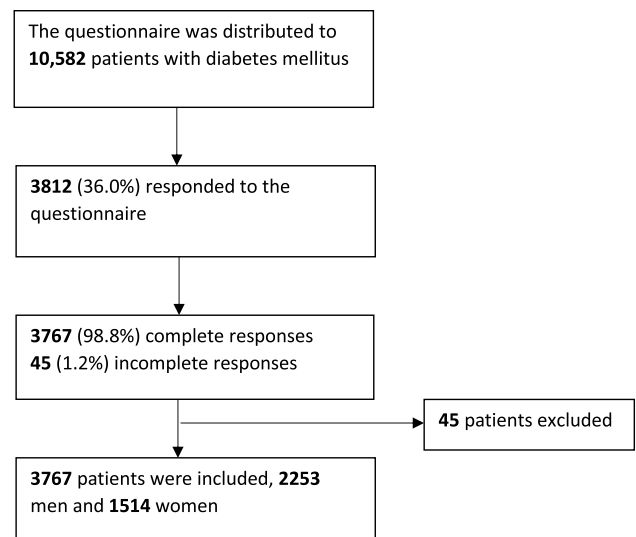 The questionnaire was distributed to
10,582 patients with diabetes mellitus
3812 (36.0%) responded to the
questionnaire
3767 (98.8%) complete responses
45 (1.2%) incomplete responses
45 patients excluded
3767 patients were included, 2253
men and 1514 women